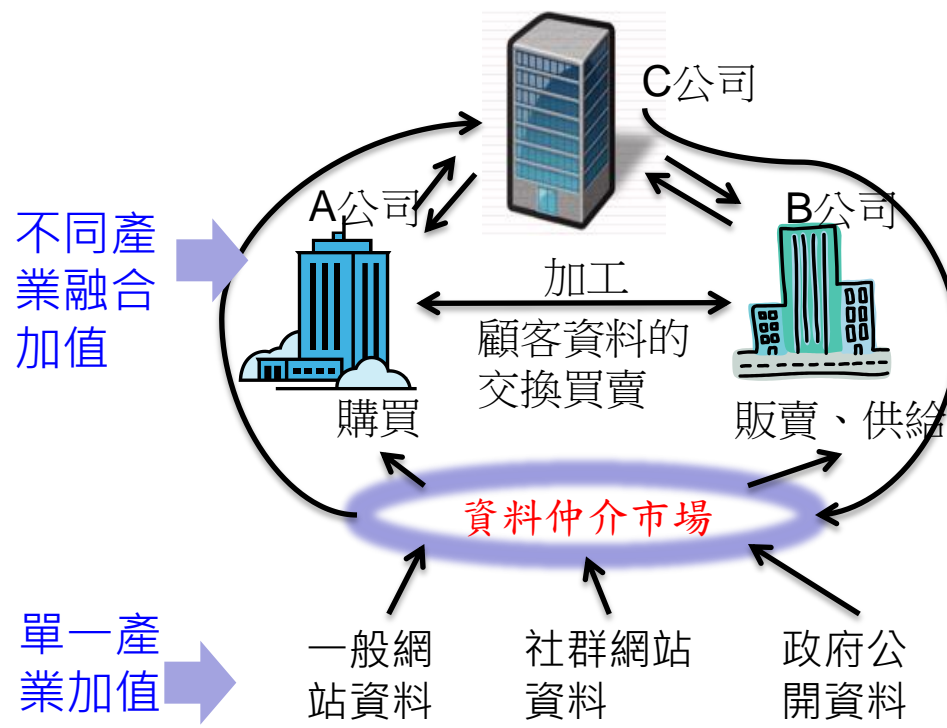 C公司
A公司
B公司
不同產
業融合
加值
加工
顧客資料的
交換買賣
購買
販賣、供給
資料仲介市場
單一產
業加值
一般網
站資料
社群網站
資料
政府公
開資料